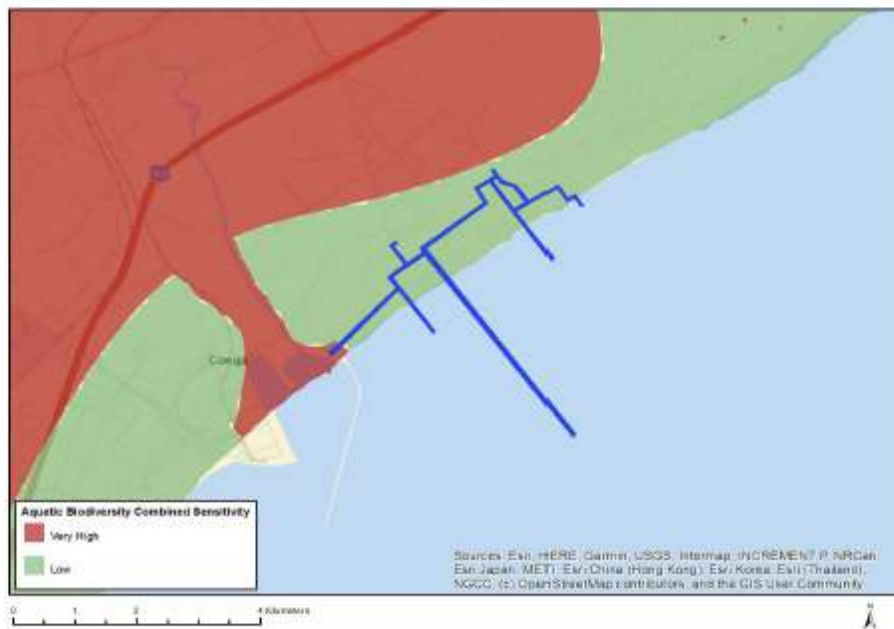 Coega
Aquatic Biodiversity Combined Sensitivity
Very High
Low
Sources: Esri, HERE, Garmin, USGS, Intermap, INCREMENT P, NRCan,
Esri Japan, METI, Esri China (Hong Kong), Esri Korea, Esri (Thailand),
NGCC, (c) OpenStreetMap contributors, and the GIS User Community
0 1 2 4 Kilometers
N